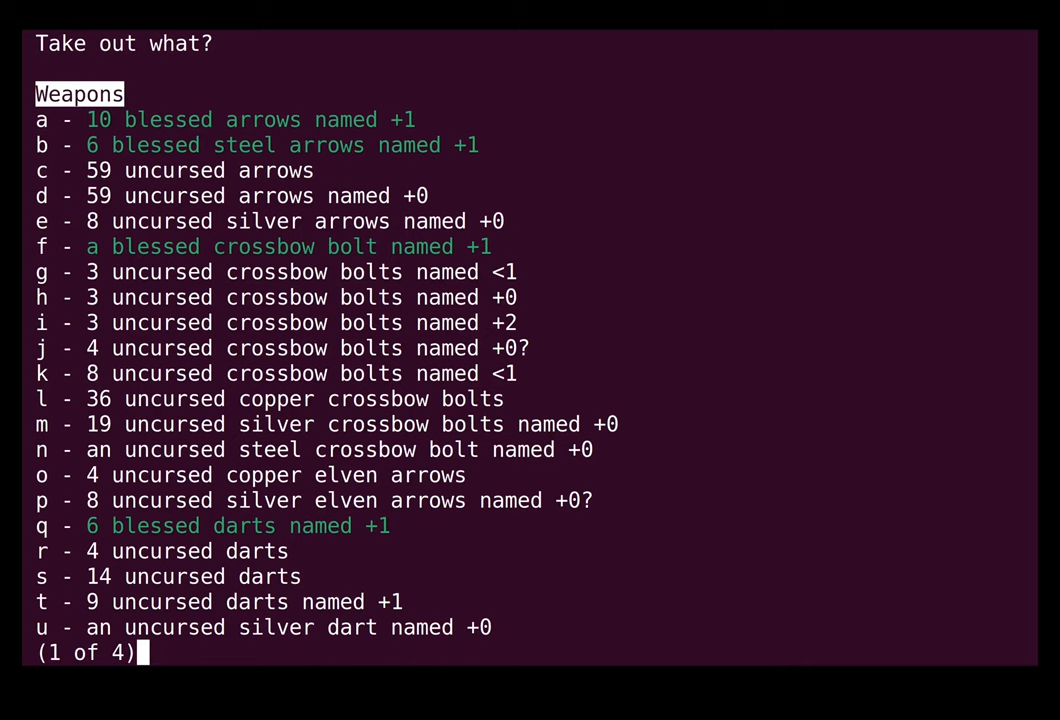 Take out what?
Weapons
a - 10 blessed arrows named +1
b - 6 blessed steel arrows named +1
c - 59 uncursed arrows
d - 59 uncursed arrows named +0
e - 8 uncursed silver arrows named +0
f - a blessed crossbow bolt named +1
g - 3 uncursed crossbow bolts named <1
h - 3 uncursed crossbow bolts named +0
i - 3 uncursed crossbow bolts named +2
j - 4 uncursed crossbow bolts named +0?
k - 8 uncursed crossbow bolts named <1
l - 36 uncursed copper crossbow bolts
m - 19 uncursed silver crossbow bolts named +0
n - an uncursed steel crossbow bolt named +0
o - 4 uncursed copper elven arrows
p - 8 uncursed silver elven arrows named +0?
q - 6 blessed darts named +1
r - 4 uncursed darts
s - 14 uncursed darts
t - 9 uncursed darts named +1
u - an uncursed silver dart named +0
(1 of 4)